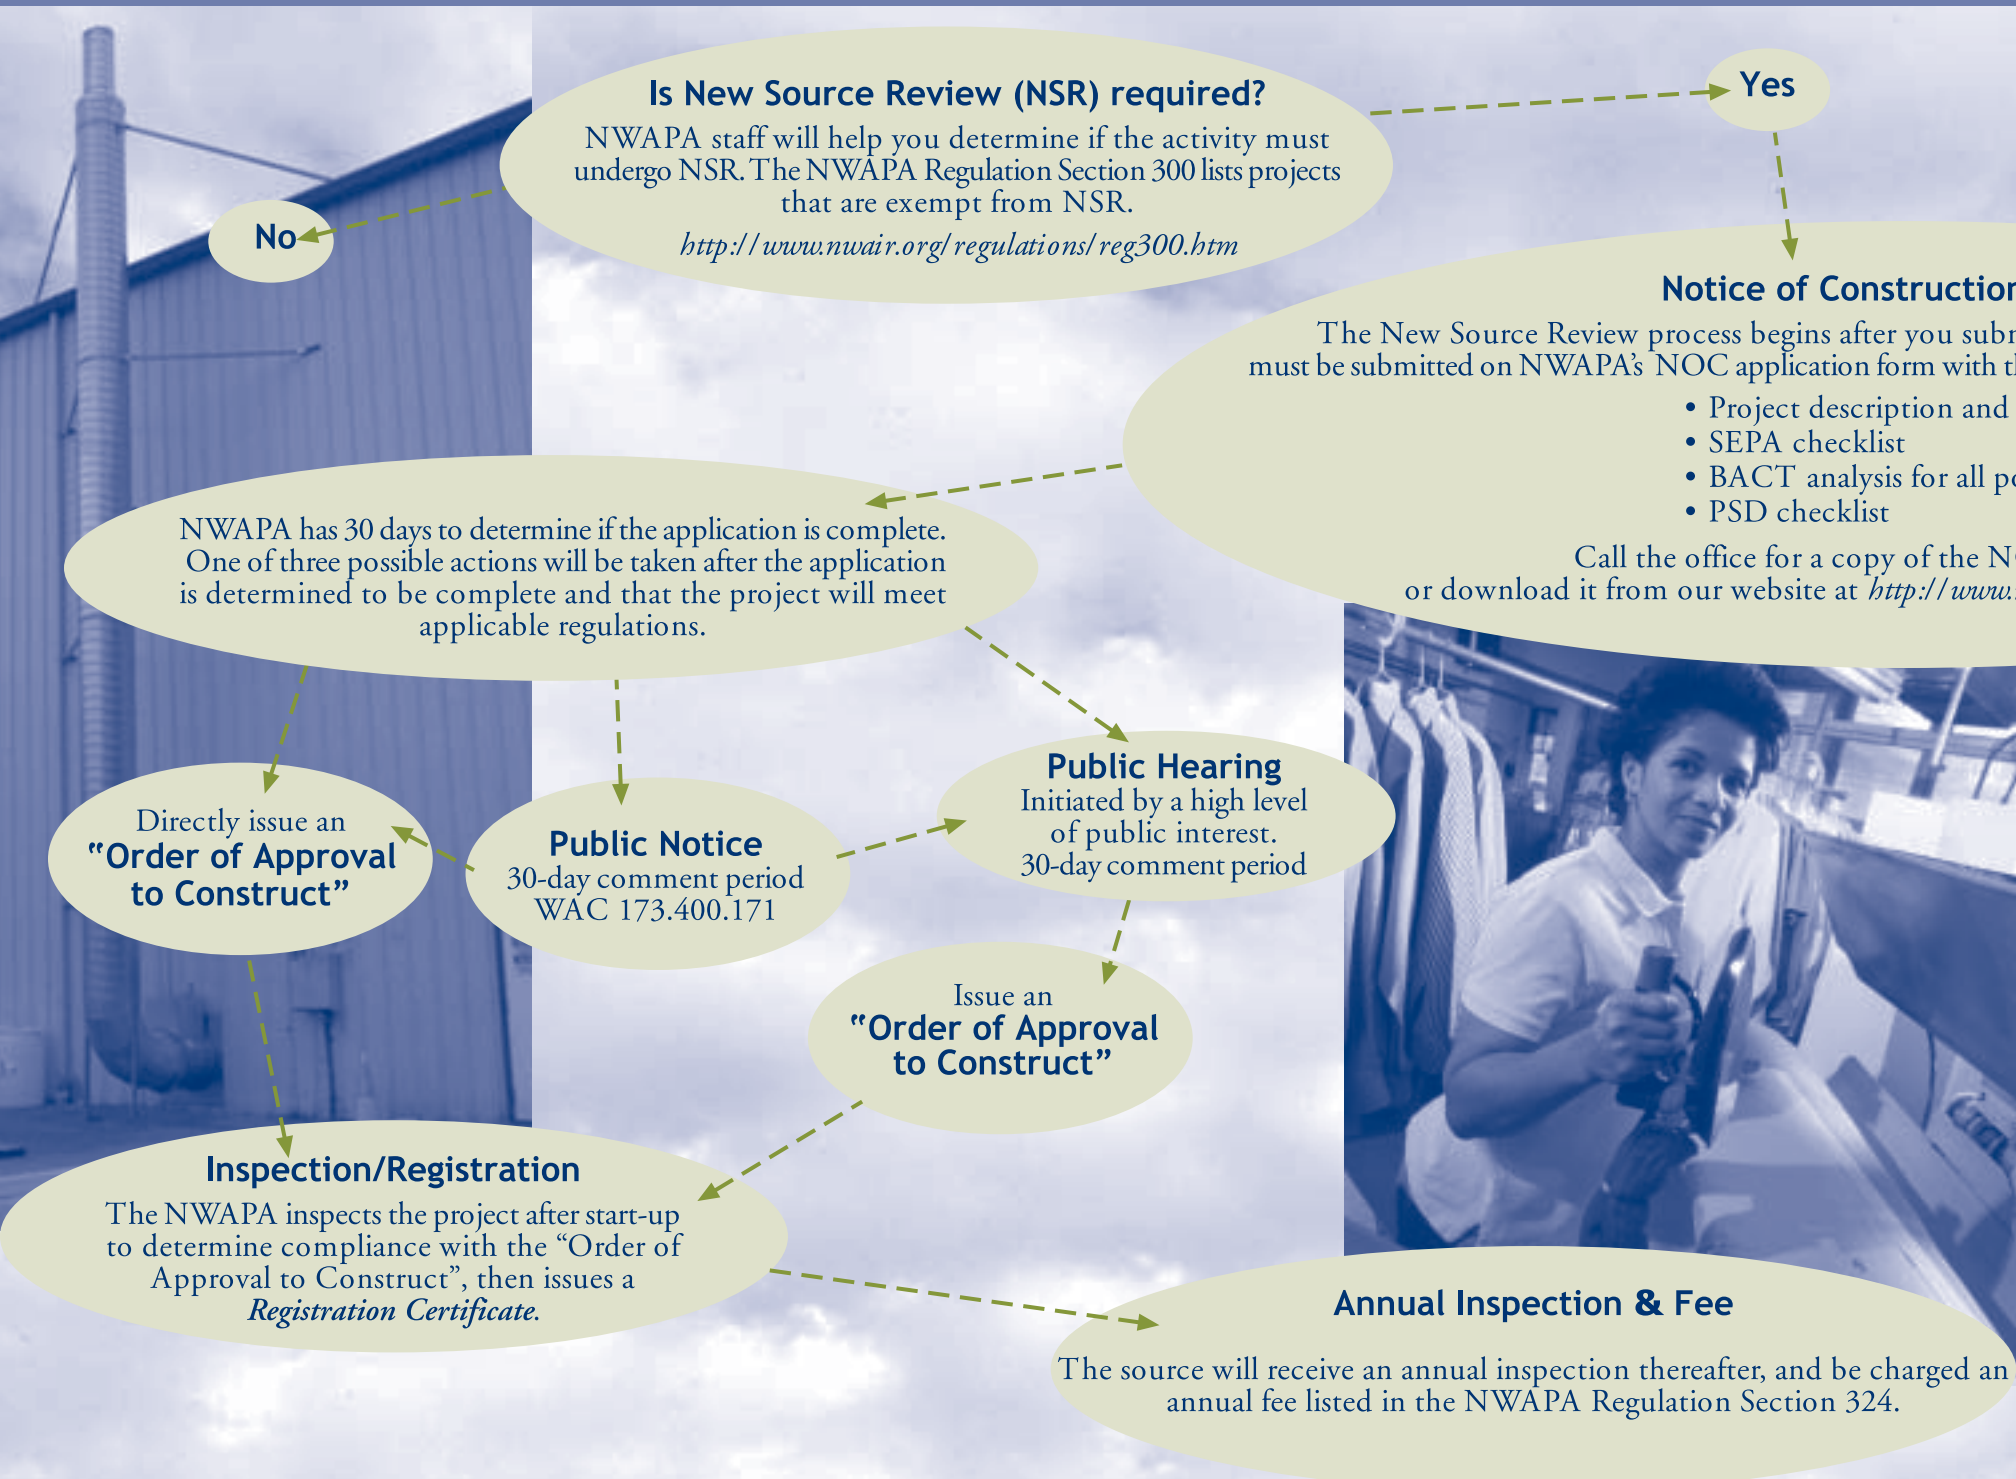 Is New Source Review (NSR) required?
NWAPA staff will help you determine if the activity must
undergo NSR. The NWAPA Regulation Section 300 lists projects
that are exempt from NSR.
http://www.nwair.org/regulations/reg300.htm
Yes
No
Notice of Construction
The New Source Review process begins after you
must be submitted on NWAPA's NOC application form with
• Project description and
• SEPA checklist
• BACT analysis for all
• PSD checklist
Call the office for a copy of the
or download it from our website at http://www.
NWAPA has 30 days to determine if the application is complete.
One of three possible actions will be taken after the application
is determined to be complete and that the project will meet
applicable regulations.
Directly issue an
“Order of Approval
to Construct”
Public Notice
30-day comment period
WAC 173.400.171
Public Hearing
Initiated by a high level
of public interest.
30-day comment period
Issue an
“Order of Approval
to Construct”
Inspection/Registration
The NWAPA inspects the project after start-up
to determine compliance with the “Order of
Approval to Construct”, then issues a
Registration Certificate.
Annual Inspection & Fee
The source will receive an annual inspection thereafter, and be charged an
annual fee listed in the NWAPA Regulation Section 324.